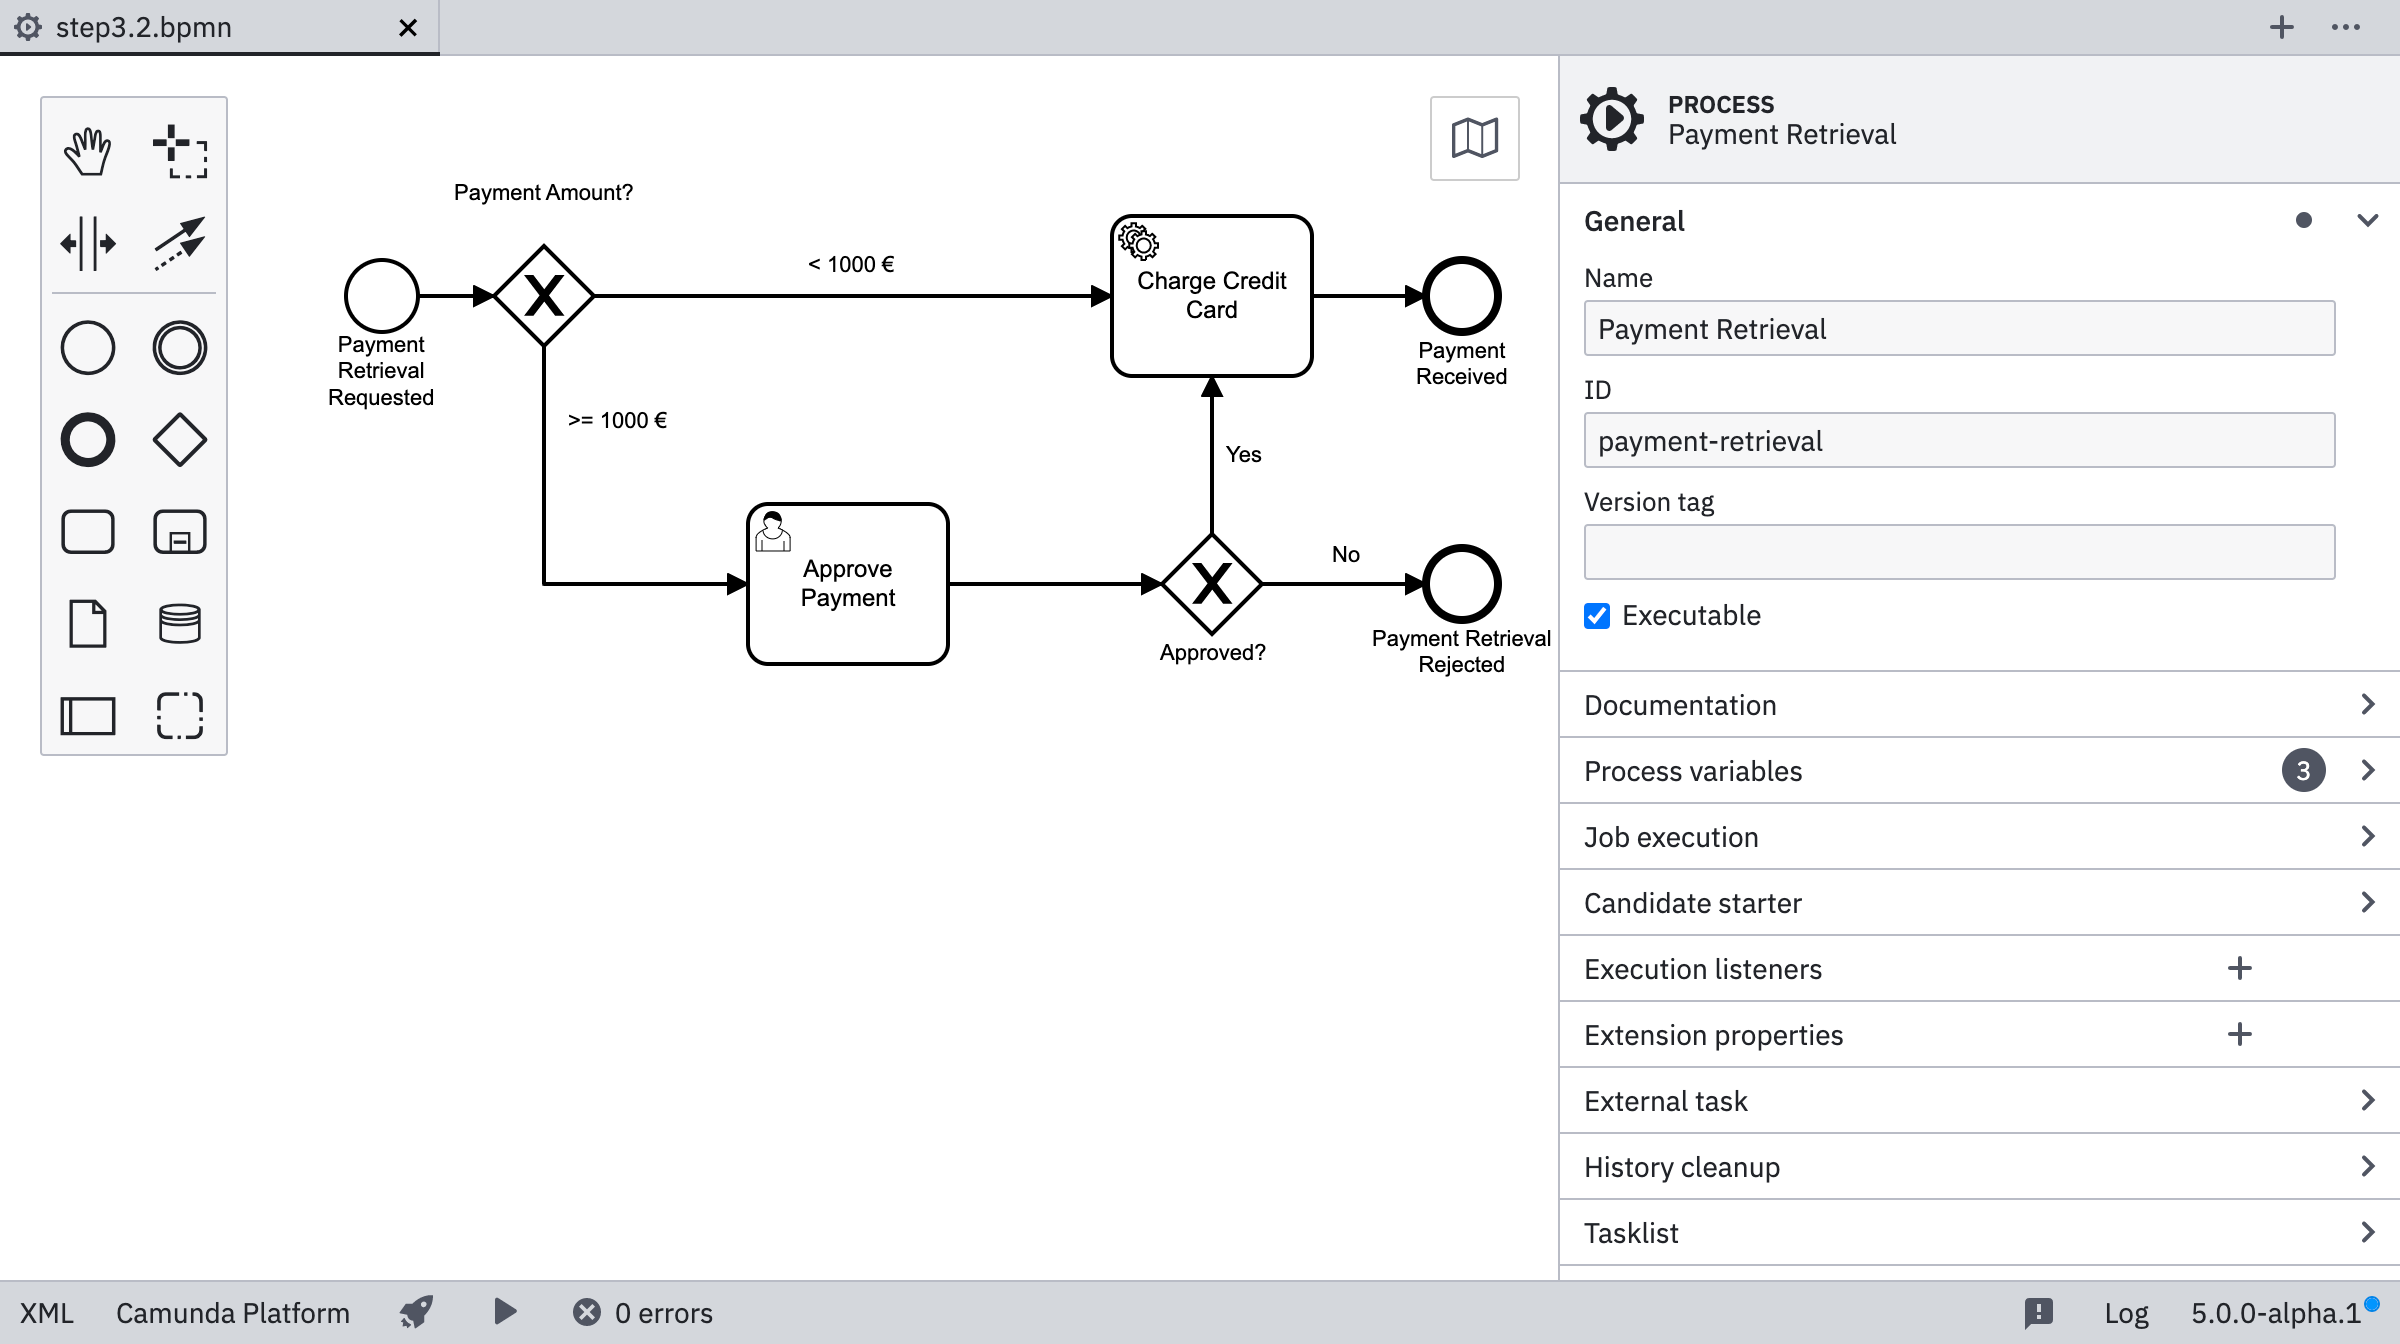 step3.2.bpmn
Payment Amount?
< 1000 €
Charge Credit
Card
Payment
Retrieval
Requested
Payment
Received
>= 1000 €
Yes
Approve
Payment
No
Approved?
Payment Retrieval
Rejected
PROCESS
Payment Retrieval
General
Name
Payment Retrieval
ID
payment-retrieval
Version tag
Executable
Documentation
Process variables 3
Job execution
Candidate starter
Execution listeners
Extension properties
External task
History cleanup
Tasklist
XML Camunda Platform 0 errors Log 5.0.0-alpha.1